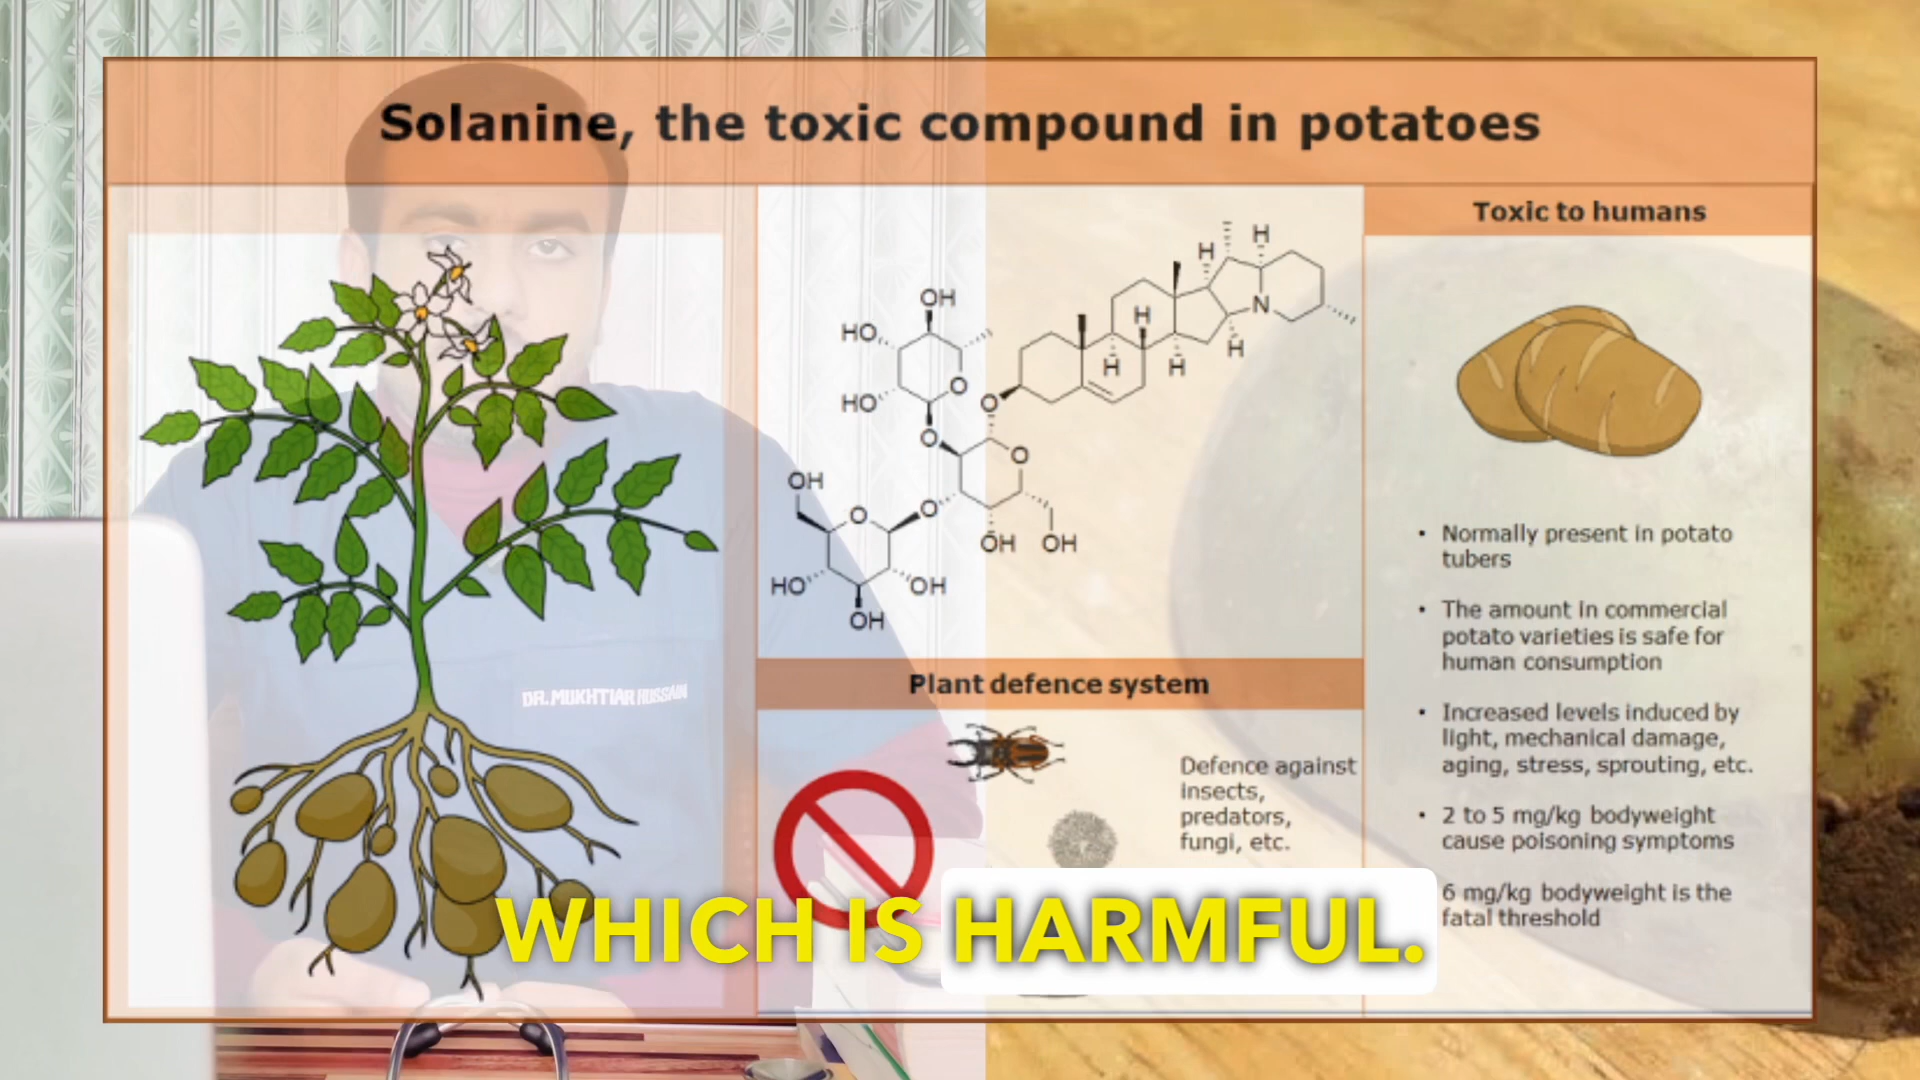 Solanine, the toxic compound in potatoes
DR. MUKHTIAR HUSSAIN
OH
HO
HO
O
O
O
O
O
OH
OH
OH
O
HO
OH
OH
H
H
H
H
H
H
N
Plant defence system
Defence against
insects,
predators,
fungi, etc.
Toxic to humans
• Normally present in potato
tubers
• The amount in commercial
potato varieties is safe for
human consumption
• Increased levels induced by
light, mechanical damage,
aging, stress, sprouting, etc.
• 2 to 5 mg/kg bodyweight
cause poisoning symptoms
6 mg/kg bodyweight is the
fatal threshold
WHICH IS HARMFUL.